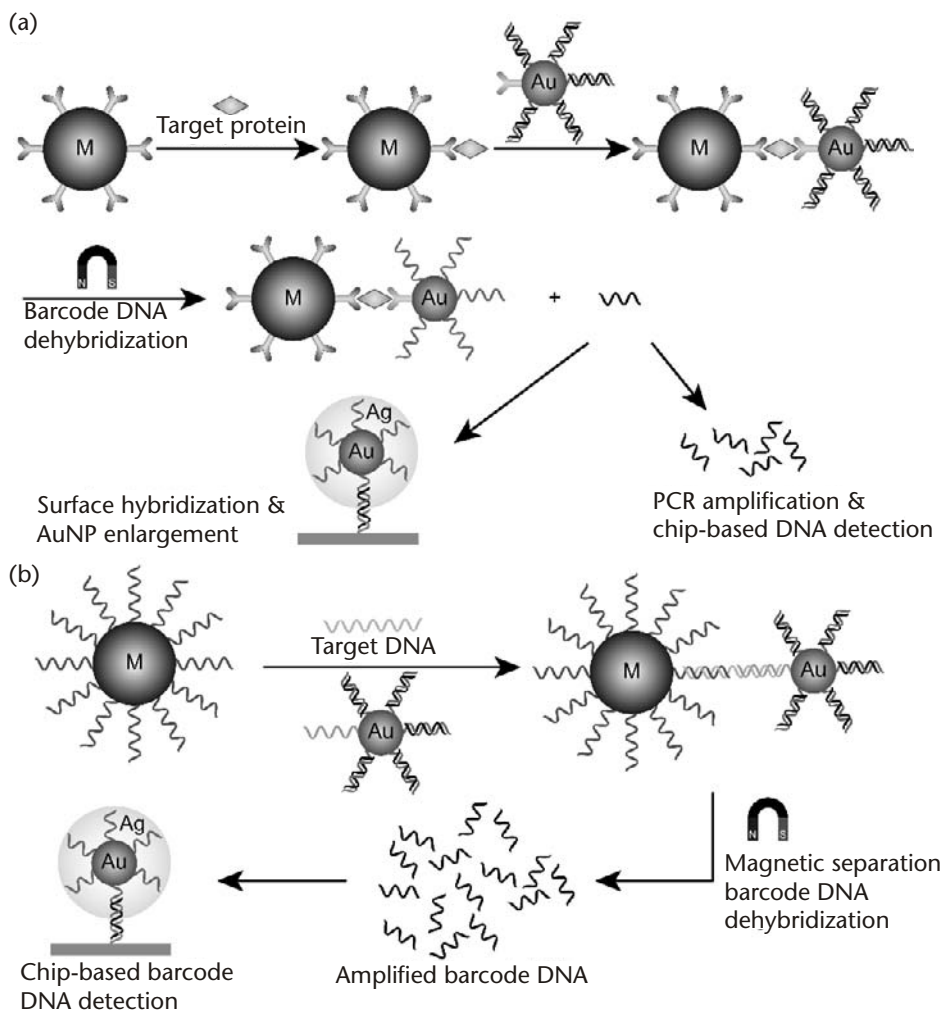 (a)
Au
M
Target protein
M
M
Au
N S
Barcode DNA
dehybridization
M
Au
+
Ag
Au
Surface hybridization &
AuNP enlargement
PCR amplification &
chip-based DNA detection
(b)
M
Target DNA
Au
M
Au
N S
Magnetic separation
barcode DNA
dehybridization
Ag
Au
Chip-based barcode
DNA detection
Amplified barcode DNA